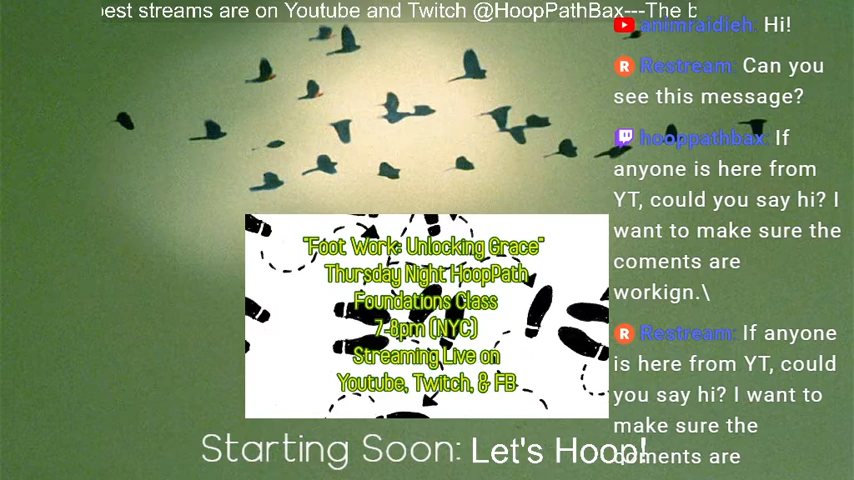 best streams are on Youtube and Twitch @HoopPathBax---The b
animraidleh: Hi!
Restream: Can you
see this message?
hooppathbax: If
anyone is here from
YT, could you say hi? I
want to make sure the
coments are
workign.\
Restream: If anyone
is here from YT, could
you say hi? I want to
make sure the
coments are
"Foot Work: Unlocking Grace"
Thursday Night HoopPath
Foundations Class
7-8pm (NYC)
Streaming Live on
Youtube, Twitch, & FB
Starting Soon: Let's Hoop!